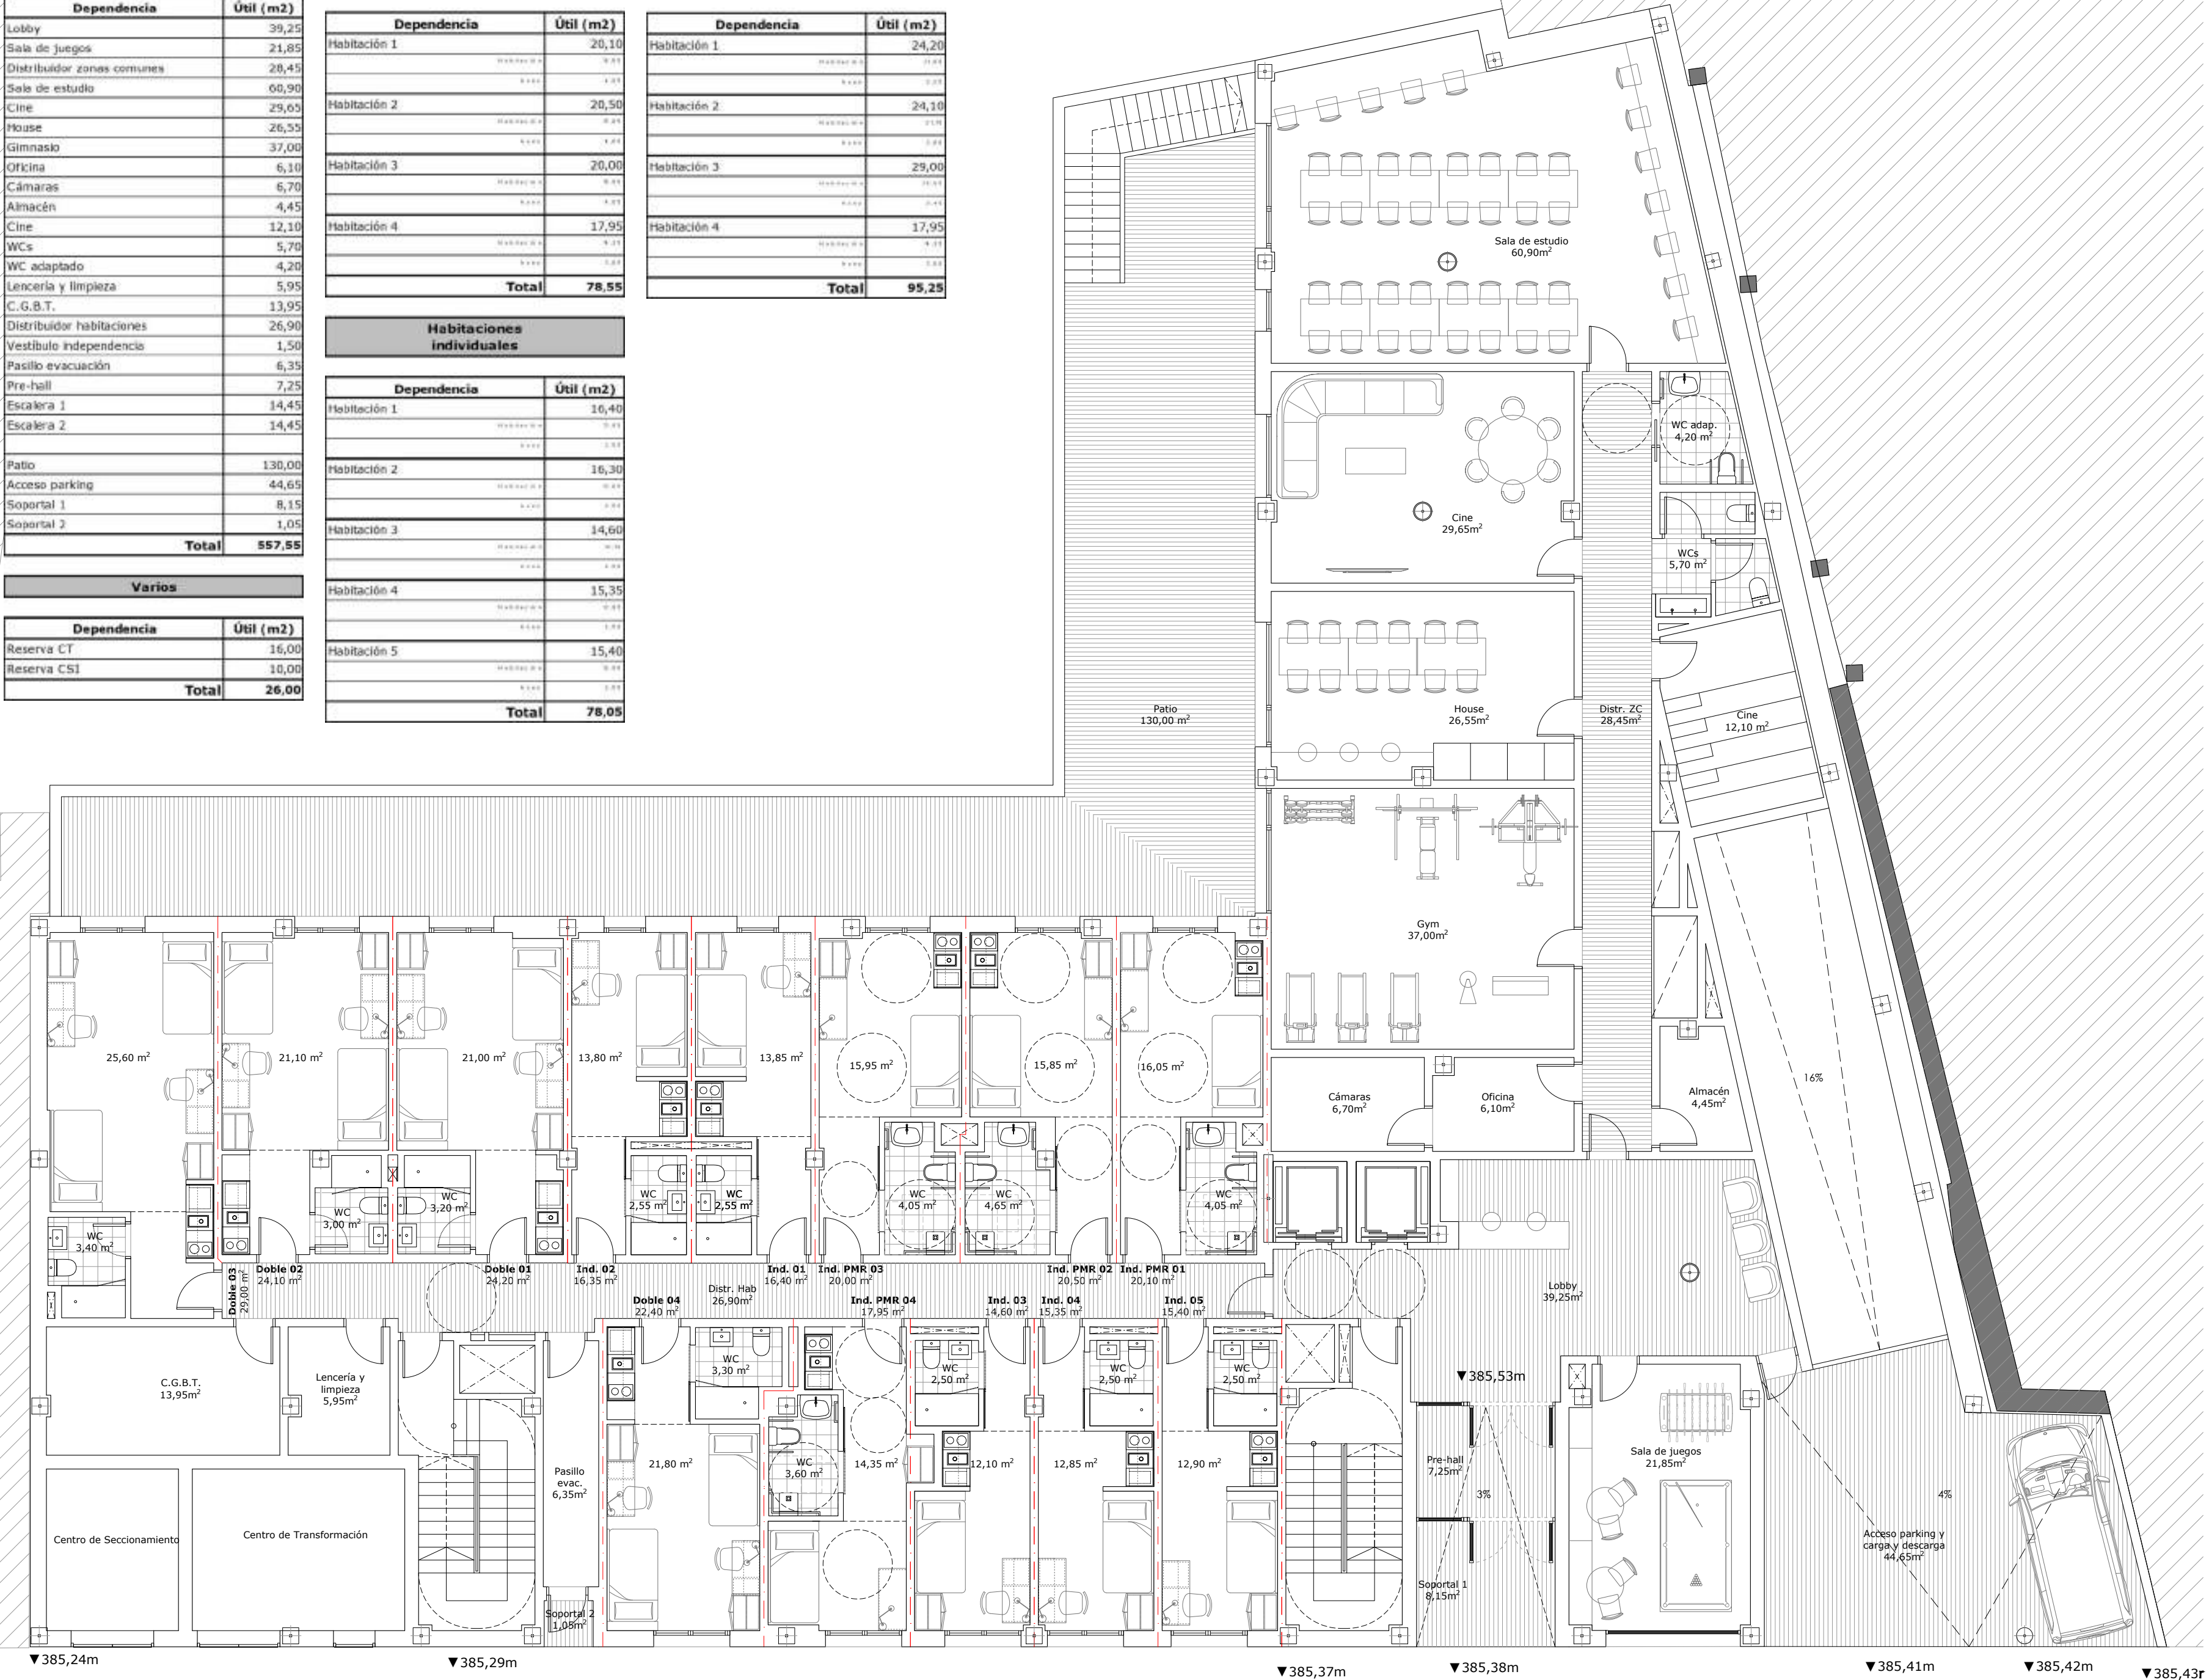 Dependencia Útil (m2)
Lobby 39,25
Sala de juegos 21,85
Distribuidor zonas comunes 28,45
Sala de estudio 60,90
Cine 29,65
House 26,55
Gimnasio 37,00
Oficina 6,10
Cámaras 6,70
Almacén 4,45
Cine 12,10
WCs 5,70
WC adaptado 4,20
Lencería y limpieza 5,95
C.G.B.T. 13,95
Distribuidor habitaciones 26,90
Vestíbulo independencia 1,50
Pasillo evacuación 6,35
Pre-hall 7,25
Escalera 1 14,45
Escalera 2 14,45
Patio 130,00
Acceso parking 44,65
Soportal 1 8,15
Soportal 2 1,05
Total 557,55
Varios
Dependencia Útil (m2)
Reserva CT 16,00
Reserva CSI 10,00
Total 26,00
Dependencia Útil (m2)
Habitación 1 20,10
Habitación 2 20,50
Habitación 3 20,00
Habitación 4 17,95
Total 78,55
Habitaciones
individuales
Dependencia Útil (m2)
Habitación 1 16,40
Habitación 2 16,30
Habitación 3 14,60
Habitación 4 15,35
Habitación 5 15,40
Total 78,05
Dependencia Útil (m2)
Habitación 1 24,20
Habitación 2 24,10
Habitación 3 29,00
Habitación 4 17,95
Total 95,25
Sala de estudio
60,90m²
WC adap.
4,20 m²
Cine
29,65m²
WCs
5,70 m²
Patio
130,00 m²
House
26,55m²
Distr. ZC
28,45m²
Cine
12,10 m²
Gym
37,00m²
25,60 m²
21,10 m²
21,00 m²
13,80 m²
13,85 m²
15,95 m²
15,85 m²
16,05 m²
Cámaras
6,70m²
Oficina
6,10m²
Almacén
4,45m²
16%
WC
3,40 m²
WC
3,00 m²
WC
3,20 m²
WC
2,55 m²
WC
2,55 m²
WC
4,05 m²
WC
4,65 m²
WC
4,05 m²
Doble 03
29,00 m²
Doble 02
24,10 m²
Doble 01
24,20 m²
Ind. 02
16,35 m²
Ind. 01
16,40 m²
Ind. PMR 03
20,00 m²
Ind. PMR 02
20,50 m²
Ind. PMR 01
20,10 m²
Distr. Hab
26,90m²
Doble 04
22,40 m²
Ind. PMR 04
17,95 m²
Ind. 03
14,60 m²
Ind. 04
15,35 m²
Ind. 05
15,40 m²
Lobby
39,25m²
C.G.B.T.
13,95m²
Lencería y
limpieza
5,95m²
WC
3,30 m²
WC
2,50 m²
WC
2,50 m²
WC
2,50 m²
▼385,53m
Pasillo
evac.
6,35m²
21,80 m²
WC
3,60 m²
14,35 m²
12,10 m²
12,85 m²
12,90 m²
Pre-hall
7,25m²
3%
Sala de juegos
21,85m²
4%
Centro de Seccionamiento
Centro de Transformación
Acceso parking y
carga y descarga
44,65m²
Soportal 2
1,05m²
Soportal 1
8,15m²
▼385,24m
▼385,29m
▼385,37m
▼385,38m
▼385,41m
▼385,42m
▼385,43m